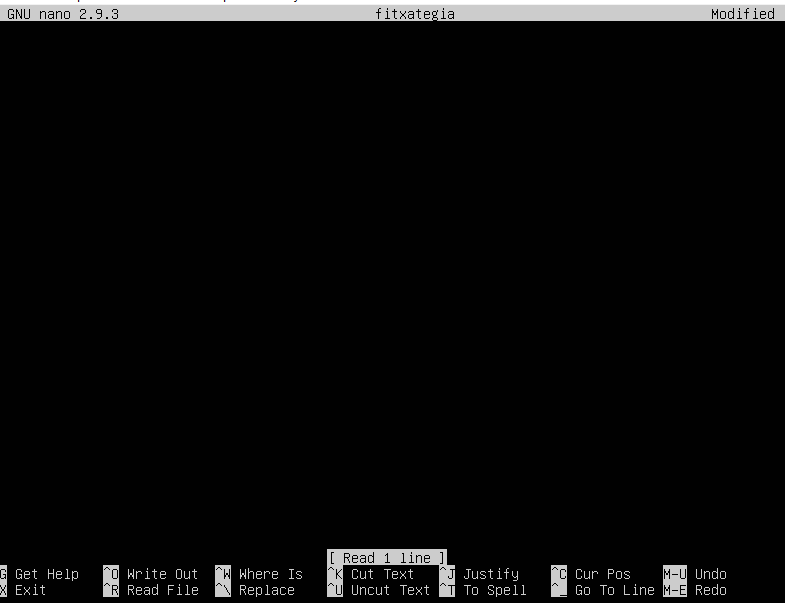 GNU nano 2.9.3 fitxategia Modified
[ Read 1 line ]
G Get Help ^O Write Out ^W Where Is ^K Cut Text ^J Justify ^C Cur Pos M-U Undo
X Exit ^R Read File ^\ Replace ^U Uncut Text ^T To Spell ^_ Go To Line M-E Redo